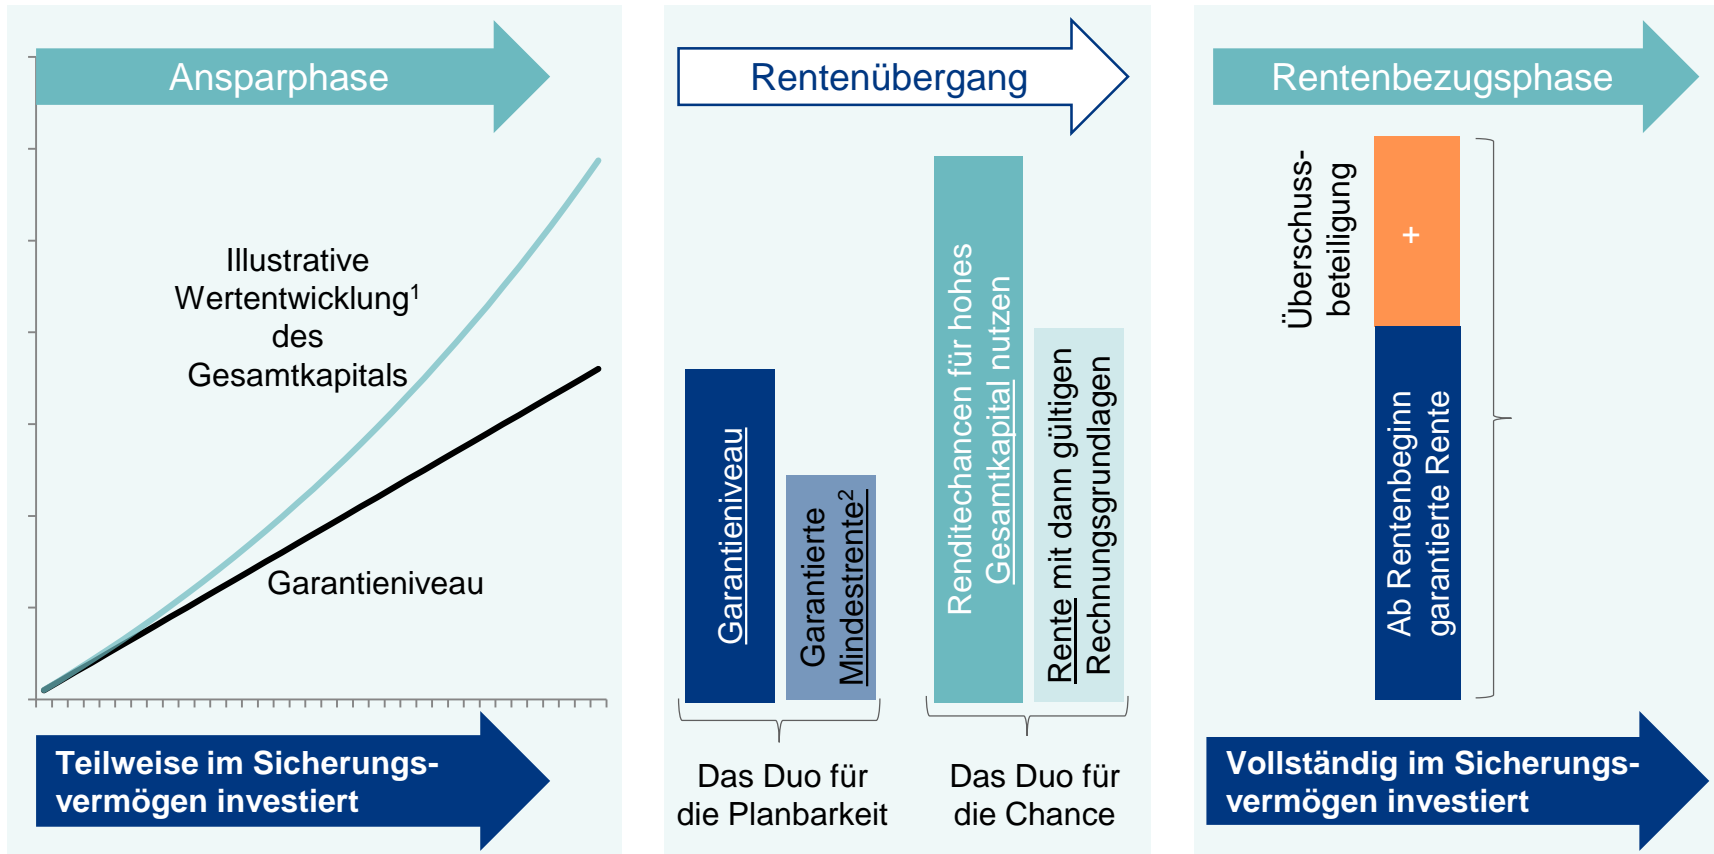 Ansparphase
Illustrative
Wertentwicklung¹
des
Gesamtkapitals
Garantieniveau
Teilweise im Sicherungs-
vermögen investiert
Rentenübergang
Garantieniveau
Garantierte
Mindestrente²
Renditechancen für hohes
Gesamtkapital nutzen
Rente mit dann gültigen
Rechnungsgrundlagen
Das Duo für
die Planbarkeit
Das Duo für
die Chance
Rentenbezugsphase
Überschuss-
beteiligung
+
Ab Rentenbeginn
garantierte Rente
Vollständig im Sicherungs-
vermögen investiert